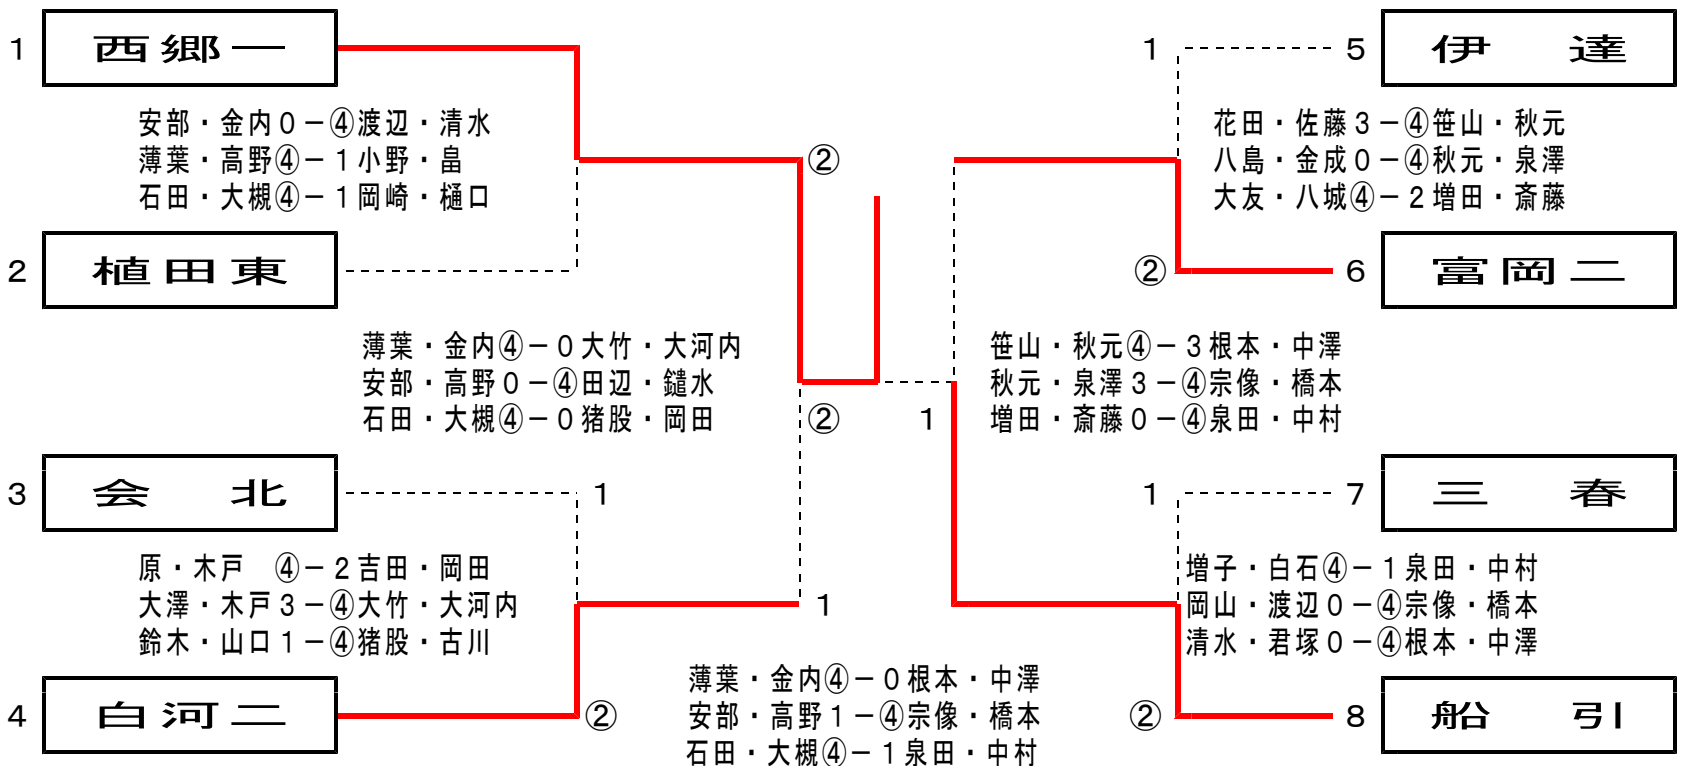 1 西郷一
安部・金内０－④渡辺・清水
薄葉・高野④－１小野・畠
石田・大槻④－１岡崎・樋口
2 植田東
②
薄葉・金内④－０大竹・大河内
安部・高野０－④田辺・鑓水
石田・大槻④－０猪股・岡田
②
3 会　北
1
原・木戸　④－２吉田・岡田
大澤・木戸３－④大竹・大河内
鈴木・山口１－④猪股・古川
1
4 白河二
②
薄葉・金内④－０根本・中澤
安部・高野１－④宗像・橋本
石田・大槻④－１泉田・中村
1
5 伊　達
花田・佐藤３－④笹山・秋元
八島・金成０－④秋元・泉澤
大友・八城④－２増田・斎藤
②
6 富岡二
笹山・秋元④－３根本・中澤
秋元・泉澤３－④宗像・橋本
増田・斎藤０－④泉田・中村
1
1
7 三　春
増子・白石④－１泉田・中村
岡山・渡辺０－④宗像・橋本
清水・君塚０－④根本・中澤
②
8 船　引